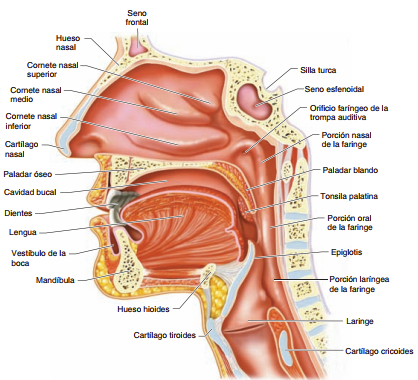 Seno
frontal
Hueso
nasal
Cornete nasal
superior
Cornete nasal
medio
Cornete nasal
inferior
Cartílago
nasal
Paladar óseo
Cavidad bucal
Dientes
Lengua
Vestíbulo de la
boca
Mandíbula
Hueso hioides
Cartílago tiroides
Silla turca
Seno esfenoidal
Orificio faríngeo de la
trompa auditiva
Porción nasal
de la faringe
Paladar blando
Tonsila palatina
Porción oral
de la faringe
Epiglotis
Porción laríngea
de la faringe
Laringe
Cartílago cricoides